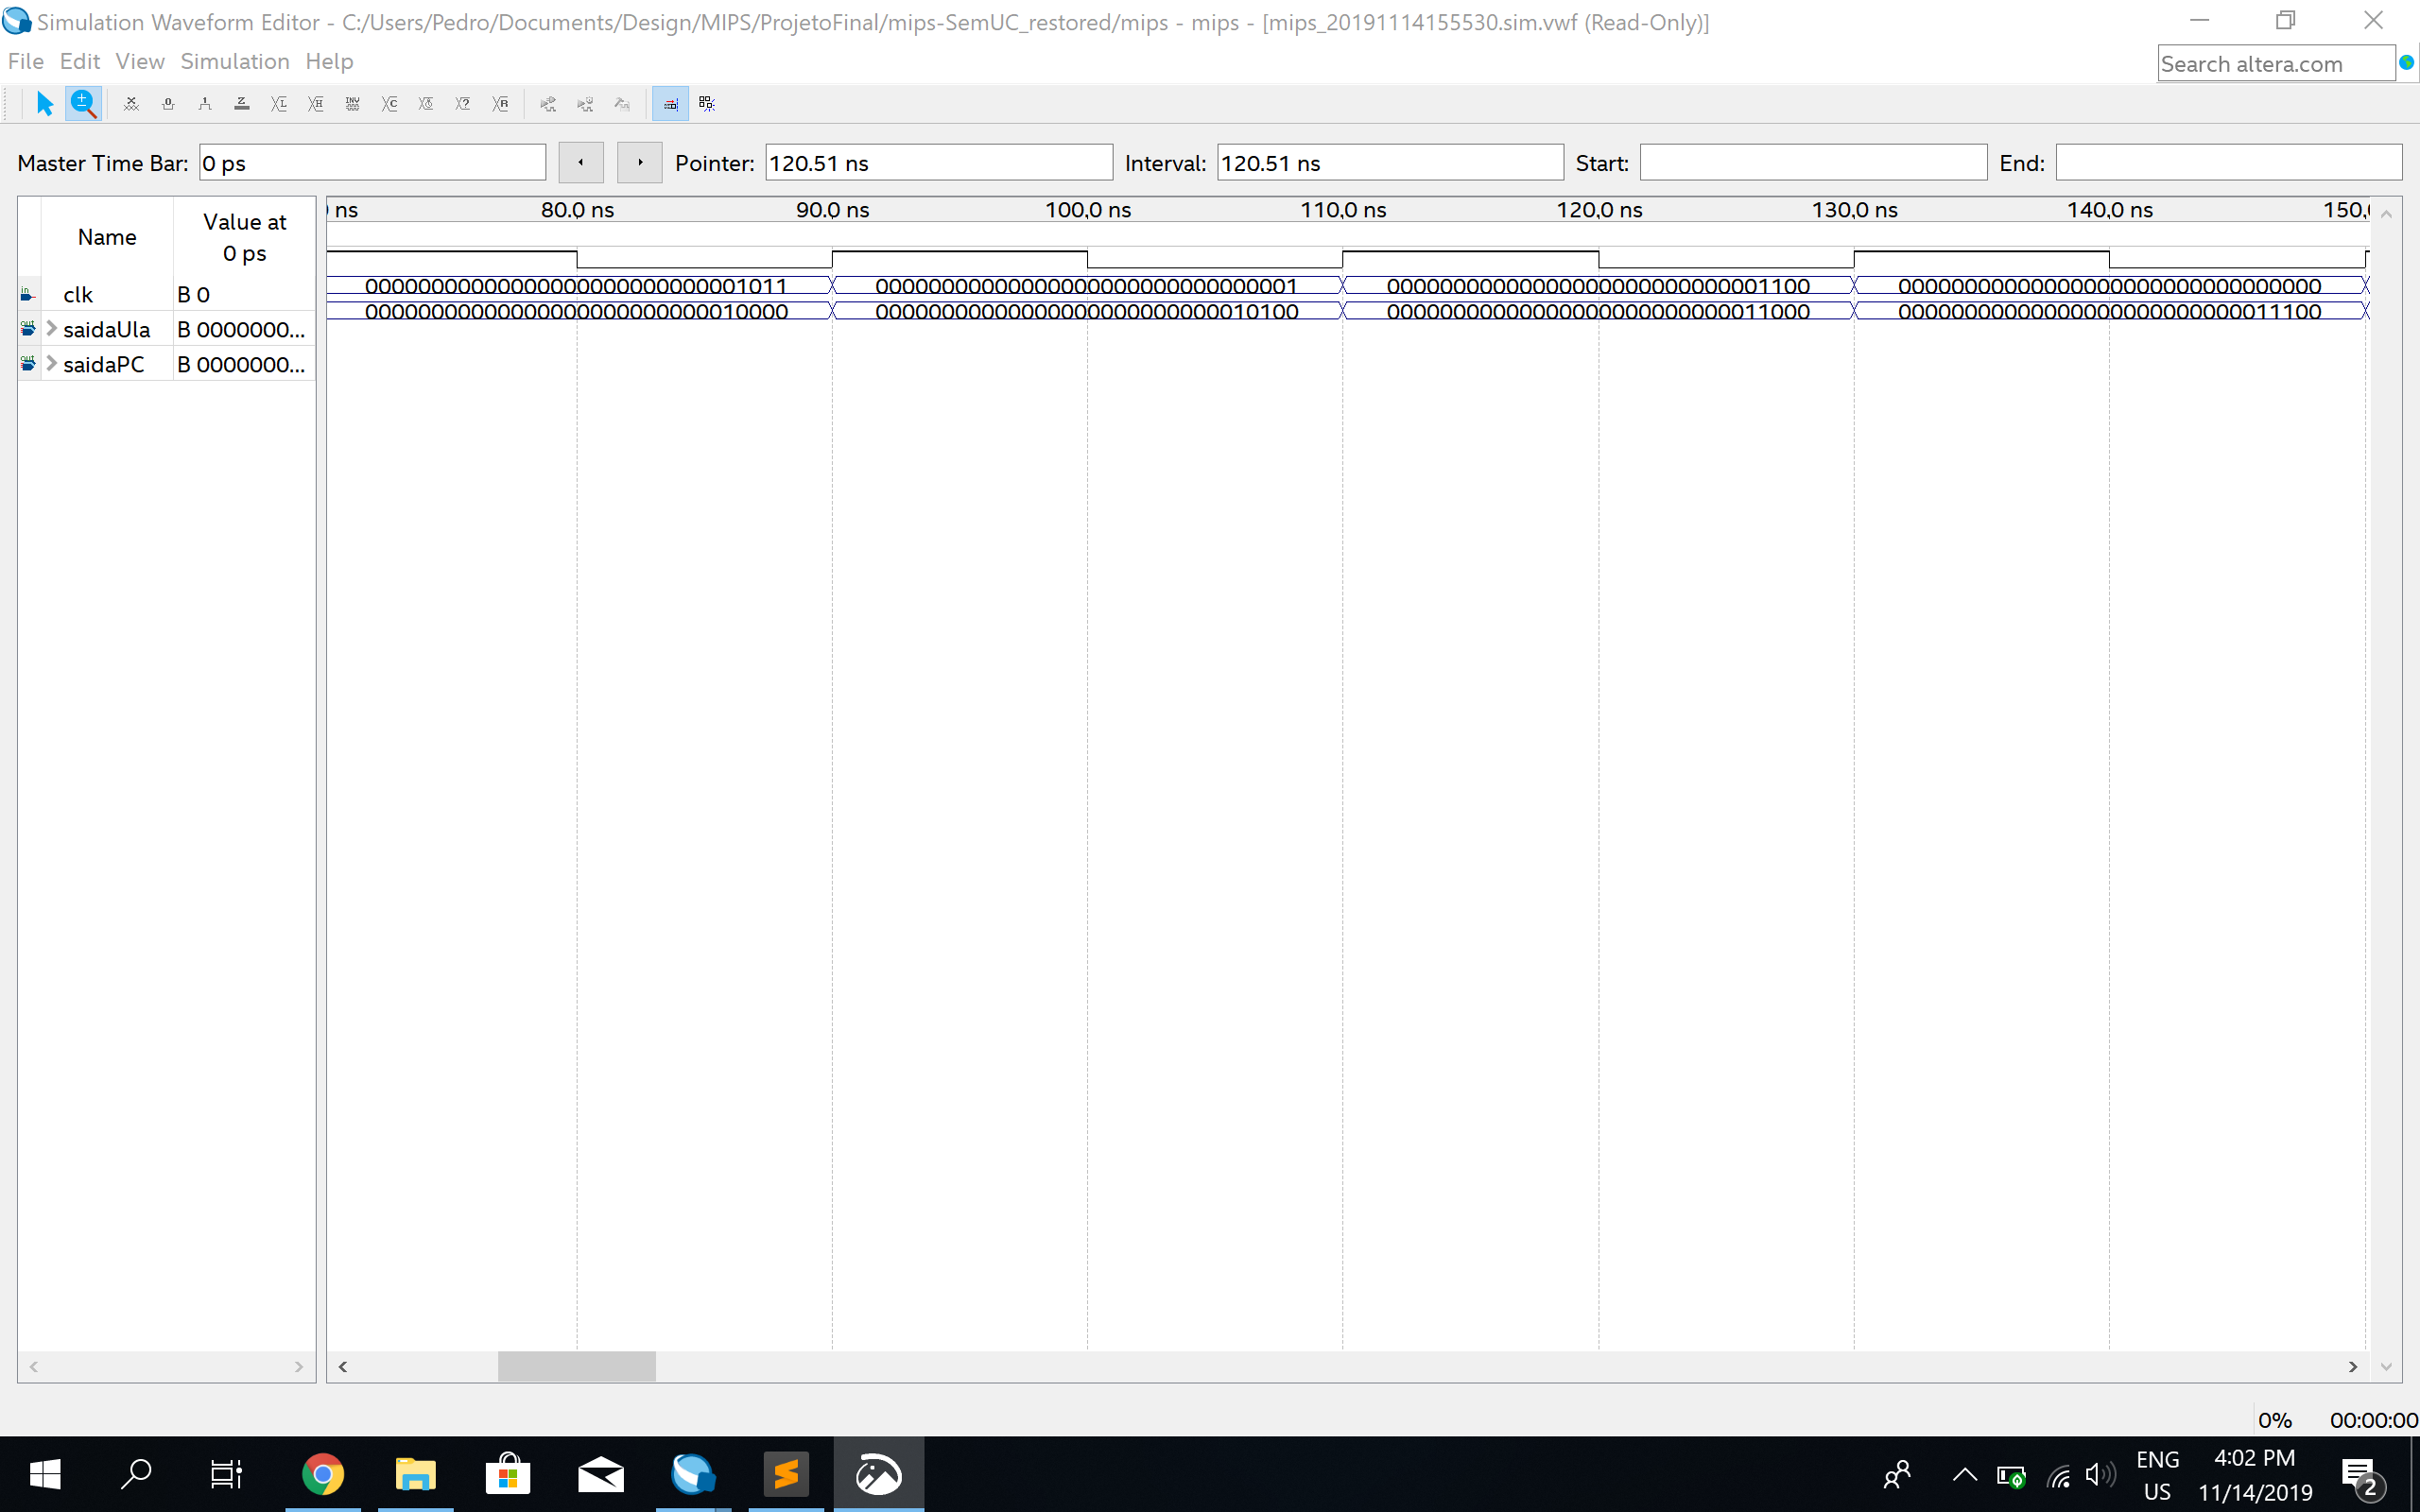 Simulation Waveform Editor - C:/Users/Pedro/Documents/Design/MIPS/ProjetoFinal/mips-SemUC_restored/mips - mips - [mips_20191114155530.sim.vwf (Read-Only)]
File Edit View Simulation Help
Search altera.com
Master Time Bar: 0 ps Pointer: 120.51 ns Interval: 120.51 ns Start: End:
Name Value at 0 ps
ns 80.0 ns 90.0 ns 100.0 ns 110.0 ns 120.0 ns 130.0 ns 140.0 ns 150.
clk B 0
00000000000000000000000000001011 00000000000000000000000000000001 00000000000000000000000000001100 00000000000000000000000000000000
saidaUla B 0000000...
00000000000000000000000000010000 00000000000000000000000000010100 00000000000000000000000000011000 00000000000000000000000000011100
saidaPC B 0000000...
0% 00:00:00
ENG 4:02 PM
US 11/14/2019
2